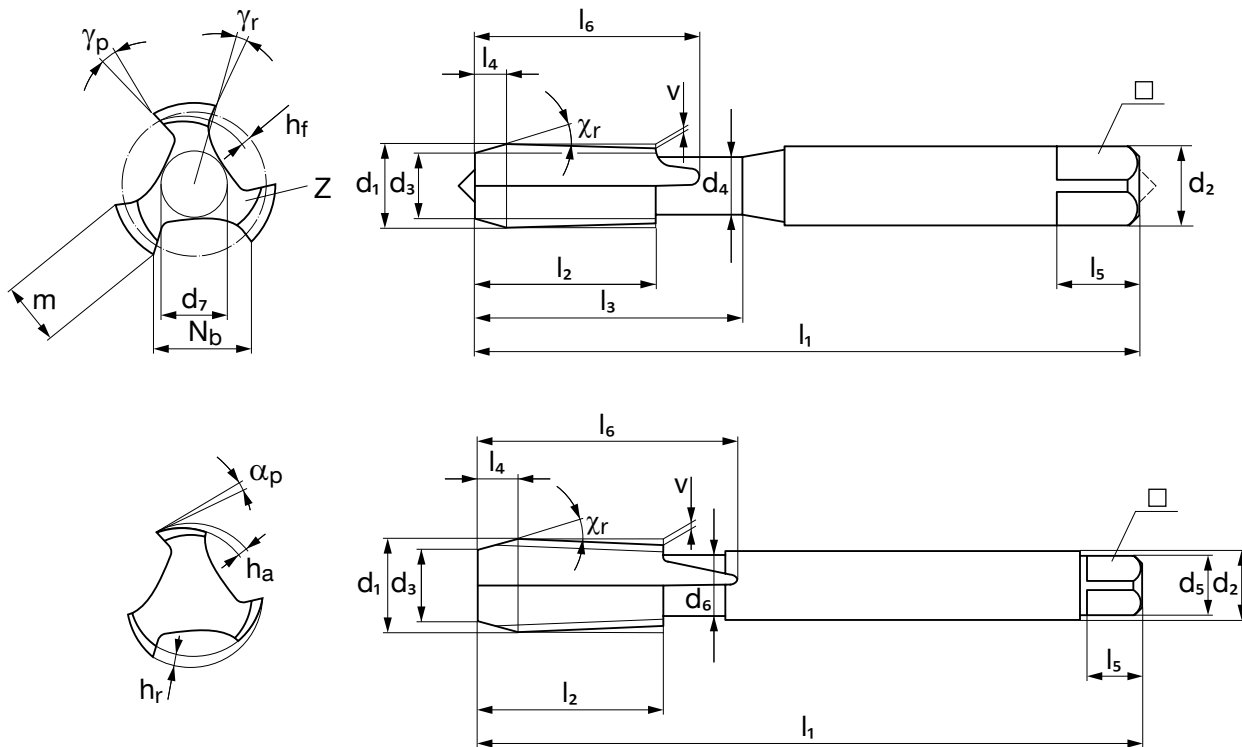 γp
γr
hf
Z
m
d₇
Nb
l₆
l₄
v
χr
d₁
d₃
d₄
d₂
l₂
l₅
l₃
l₁
αp
ha
hr
l₆
l₄
v
χr
d₁
d₃
d₆
d₅
d₂
l₅
l₂
l₁